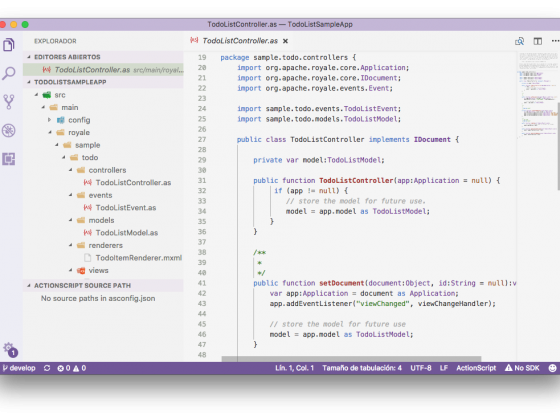 TodoListController.as — TodoListSampleApp
EXPLORADOR
EDITORES ABIERTOS
TodoListController.as src/main/royal...
TODOLISTSAMPLEAPP
src
main
config
royale
sample
todo
controllers
TodoListController.as
events
TodoListEvent.as
models
TodoListModel.as
renderers
TodoItemRenderer.mxml
views
ACTIONSCRIPT SOURCE PATH
No source paths in asconfig.json
TodoListController.as
19 package sample.todo.controllers {
20 import org.apache.royale.core.Application;
21 import org.apache.royale.core.IDocument;
22 import org.apache.royale.events.Event;
23
24 import sample.todo.events.TodoListEvent;
25 import sample.todo.models.TodoListModel;
26
27 public class TodoListController implements IDocument {
28
29 private var model:TodoListModel;
30
31 public function TodoListController(app:Application = null) {
32 if (app != null) {
33 // store the model for future use.
34 model = app.model as TodoListModel;
35 }
36 }
37
38 /**
39 *
40 */
41 public function setDocument(document:Object, id:String = null):v
42 var app:Application = document as Application;
43 app.addEventListener("viewChanged", viewChangeHandler);
44
45 // store the model for future use
46 model = app.model as TodoListModel;
47 }
48
1
develop 0 0 Lín. 1, Col. 1 Tamaño de tabulación: 4 UTF-8 LF ActionScript No SDK